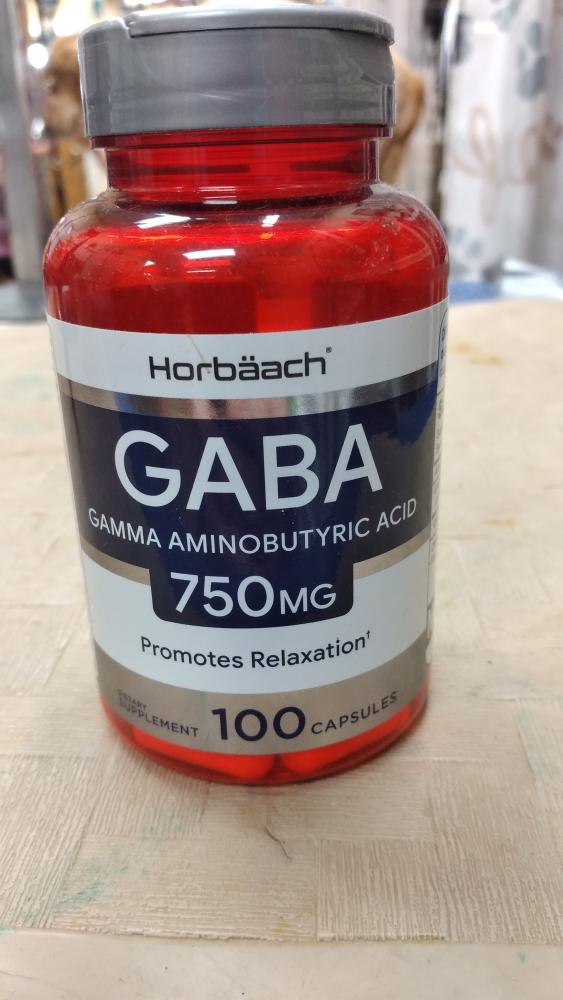 Horbäach®
GABA
GAMMA AMINOBUTYRIC ACID
750MG
Promotes Relaxation†
DIETARY
SUPPLEMENT
100 CAPSULES